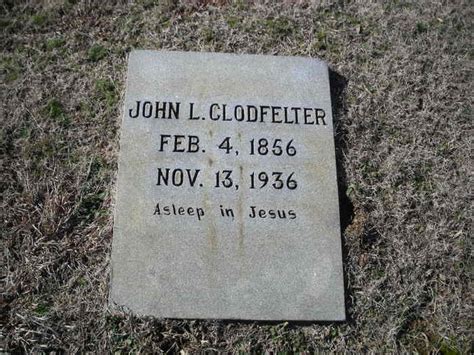 JOHN L. CLODFELTER
FEB. 4, 1856
NOV. 13, 1936
Asleep in Jesus